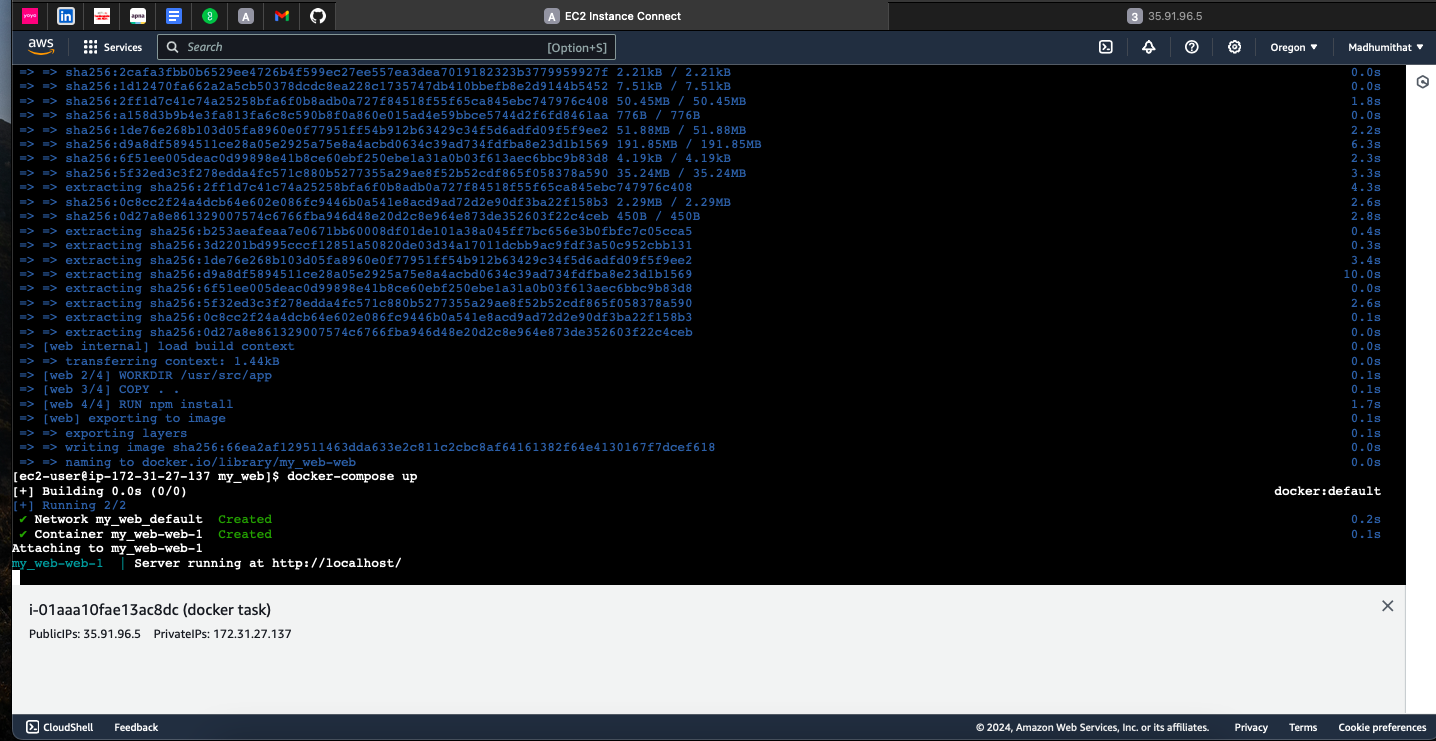 yoyo
in
apna
A
A EC2 Instance Connect
3 35.91.96.5
aws
Services
Search
[Option+S]
Oregon ▼
Madhumithat ▼
=> => sha256:2cafa3fbb0b6529ee4726b4f599ec27ee557ea3dea7019182323b3779959927f 2.21kB / 2.21kB 0.0s
=> => sha256:1d12470fa662a2a5cb50378dcdc8ea228c1735747db410bbefb8e2d9144b5452 7.51kB / 7.51kB 0.0s
=> => sha256:2ff1d7c41c74a25258bfa6f0b8adb0a727f84518f55f65ca845ebc747976c408 50.45MB / 50.45MB 1.8s
=> => sha256:a158d3b9b4e3fa813fa6c8c590b8f0a860e015ad4e59bbce5744d2f6fd8461aa 776B / 776B 0.0s
=> => sha256:1de76e268b103d05fa8960e0f77951ff54b912b63429c34f5d6adfd09f5f9ee2 51.88MB / 51.88MB 2.2s
=> => sha256:d9a8df5894511ce28a05e2925a75e8a4acbd0634c39ad734fdfba8e23d1b1569 191.85MB / 191.85MB 6.3s
=> => sha256:6f51ee005deac0d99898e41b8ce60ebf250ebe1a31a0b03f613aec6bbc9b83d8 4.19kB / 4.19kB 2.3s
=> => sha256:5f32ed3c3f278edda4fc571c880b5277355a29ae8f52b52cdf865f058378a590 35.24MB / 35.24MB 3.3s
=> => extracting sha256:2ff1d7c41c74a25258bfa6f0b8adb0a727f84518f55f65ca845ebc747976c408 4.3s
=> => sha256:0c8cc2f24a4dcb64e602e086fc9446b0a541e8acd9ad72d2e90df3ba22f158b3 2.29MB / 2.29MB 2.6s
=> => sha256:0d27a8e861329007574c6766fba946d48e20d2c8e964e873de352603f22c4ceb 450B / 450B 2.8s
=> => extracting sha256:b253aeafeaa7e0671bb60008df01de101a38a045ff7bc656e3b0fbfc7c05cca5 0.4s
=> => extracting sha256:3d2201bd995cccf12851a50820de03d34a17011dcbb9ac9fdf3a50c952cbb131 0.3s
=> => extracting sha256:1de76e268b103d05fa8960e0f77951ff54b912b63429c34f5d6adfd09f5f9ee2 3.4s
=> => extracting sha256:d9a8df5894511ce28a05e2925a75e8a4acbd0634c39ad734fdfba8e23d1b1569 10.0s
=> => extracting sha256:6f51ee005deac0d99898e41b8ce60ebf250ebe1a31a0b03f613aec6bbc9b83d8 0.0s
=> => extracting sha256:5f32ed3c3f278edda4fc571c880b5277355a29ae8f52b52cdf865f058378a590 2.6s
=> => extracting sha256:0c8cc2f24a4dcb64e602e086fc9446b0a541e8acd9ad72d2e90df3ba22f158b3 0.1s
=> => extracting sha256:0d27a8e861329007574c6766fba946d48e20d2c8e964e873de352603f22c4ceb 0.0s
=> [web internal] load build context 0.0s
=> => transferring context: 1.44kB 0.0s
=> [web 2/4] WORKDIR /usr/src/app 0.1s
=> [web 3/4] COPY . . 0.1s
=> [web 4/4] RUN npm install 1.7s
=> [web] exporting to image 0.1s
=> => exporting layers 0.1s
=> => writing image sha256:66ea2af129511463dda633e2c811c2cbc8af64161382f64e4130167f7dcef618 0.0s
=> => naming to docker.io/library/my_web-web 0.0s
[ec2-user@ip-172-31-27-137 my_web]$ docker-compose up
[+] Building 0.0s (0/0) docker:default
[+] Running 2/2
✔ Network my_web_default Created 0.2s
✔ Container my_web-web-1 Created 0.1s
Attaching to my_web-web-1
my_web-web-1 | Server running at http://localhost/
i-01aaa10fae13ac8dc (docker task)
PublicIPs: 35.91.96.5 PrivateIPs: 172.31.27.137
CloudShell
Feedback
© 2024, Amazon Web Services, Inc. or its affiliates.
Privacy
Terms
Cookie preferences